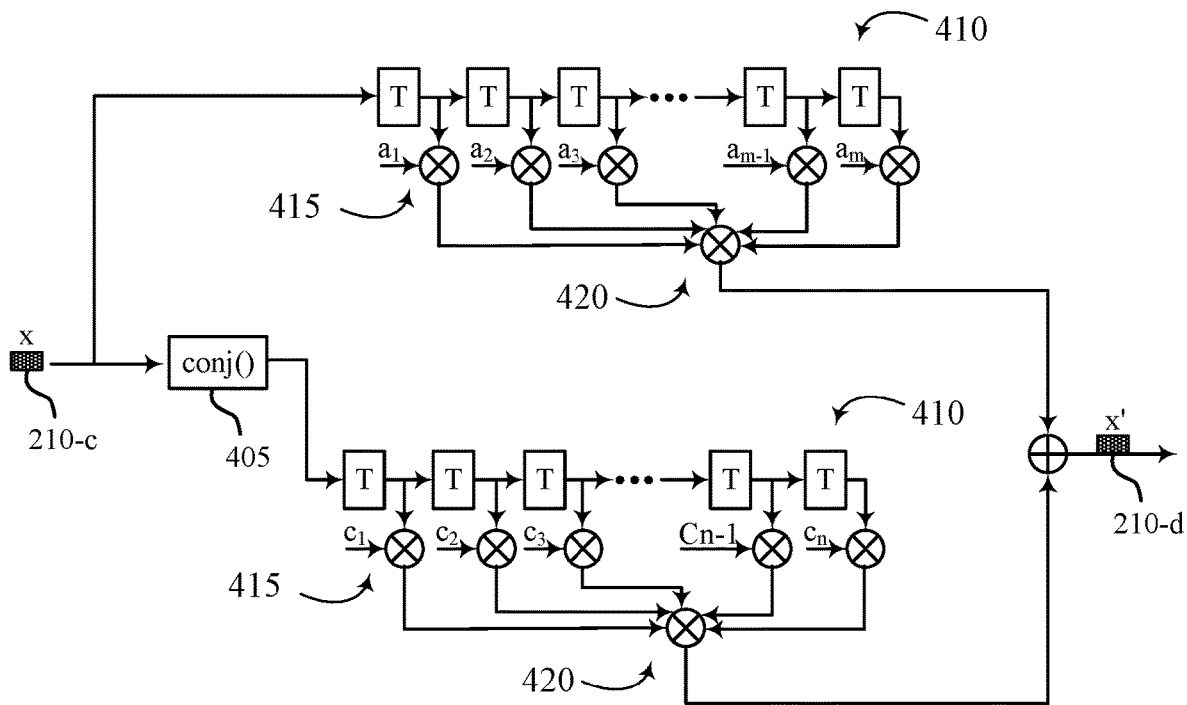 410
T T T T T
a1 a2 a3 am-1 am
415
420
x
conj()
210-c
405
410
x'
T T T T T
210-d
c1 c2 c3 Cn-1 cn
415
420